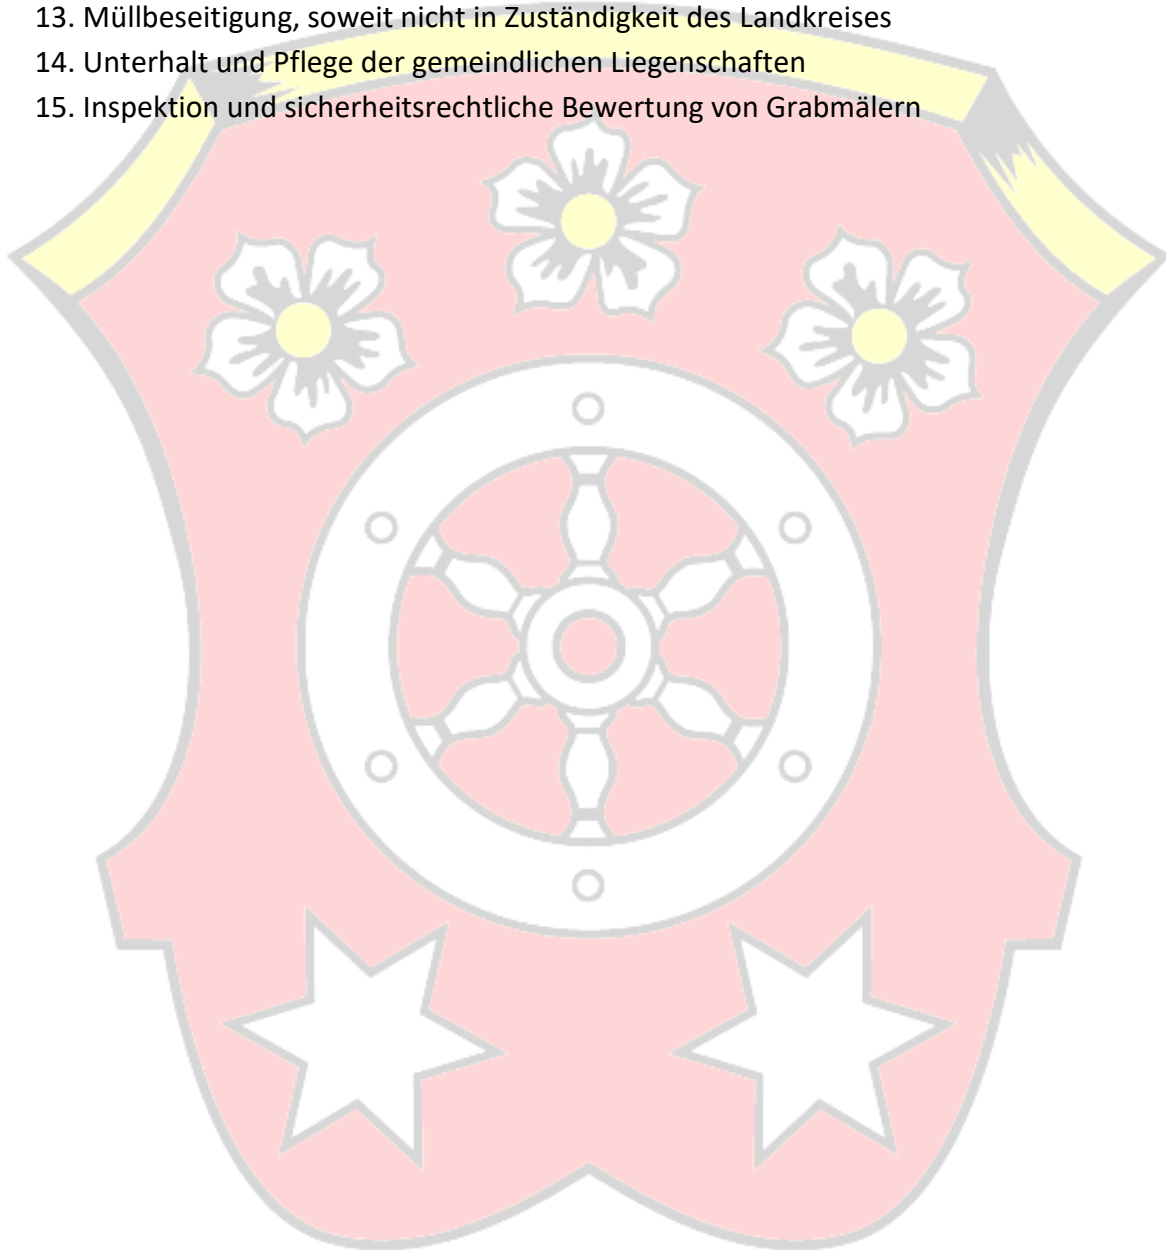 13. Müllbeseitigung, soweit nicht in Zuständigkeit des Landkreises
14. Unterhalt und Pflege der gemeindlichen Liegenschaften
15. Inspektion und sicherheitsrechtliche Bewertung von Grabmälern